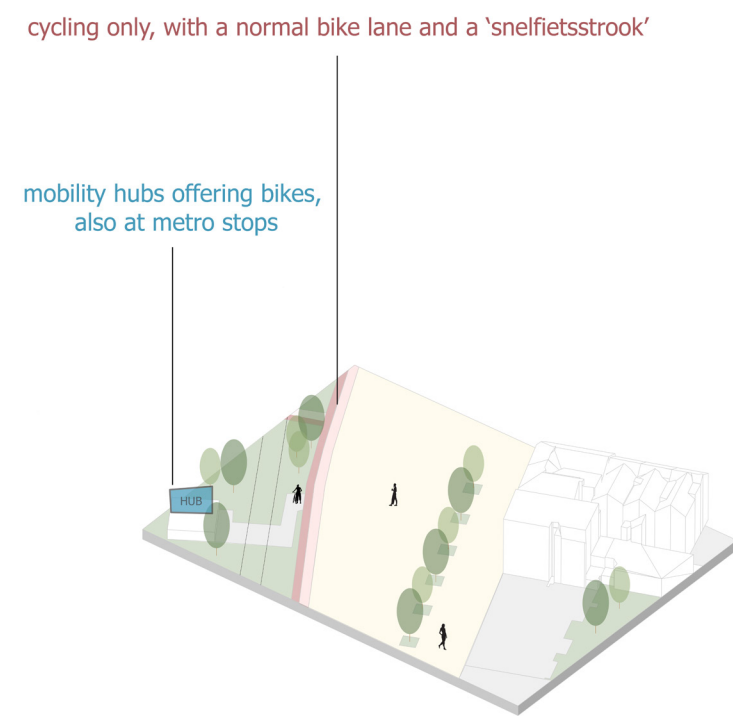 cycling only, with a normal bike lane and a ‘snelfietsstrook’
mobility hubs offering bikes,
also at metro stops
HUB